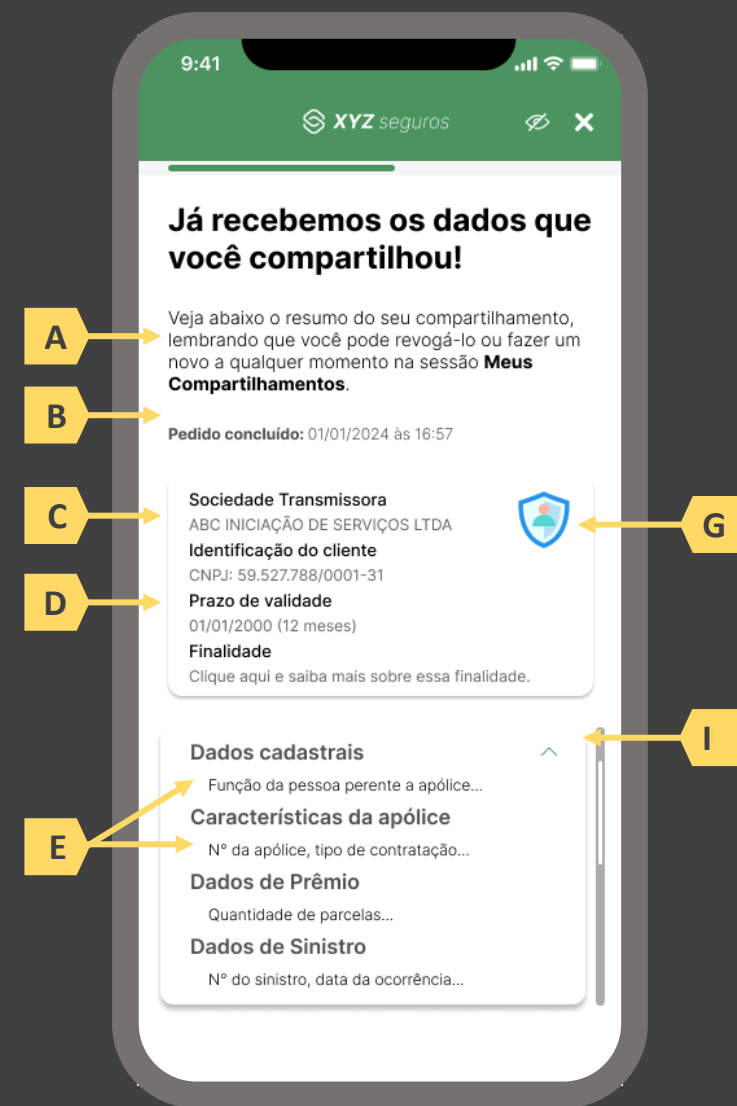 9:41
XYZ seguros
Já recebemos os dados que
você compartilhou!
A
Veja abaixo o resumo do seu compartilhamento,
lembrando que você pode revogá-lo ou fazer um
novo a qualquer momento na sessão Meus
Compartilhamentos.
B
Pedido concluído: 01/01/2024 às 16:57
C
Sociedade Transmissora
ABC INICIAÇÃO DE SERVIÇOS LTDA
G
Identificação do cliente
CNPJ: 59.527.788/0001-31
D
Prazo de validade
01/01/2000 (12 meses)
Finalidade
Clique aqui e saiba mais sobre essa finalidade.
I
Dados cadastrais
Função da pessoa perente a apólice...
Características da apólice
E
N° da apólice, tipo de contratação...
Dados de Prêmio
Quantidade de parcelas...
Dados de Sinistro
N° do sinistro, data da ocorrência...